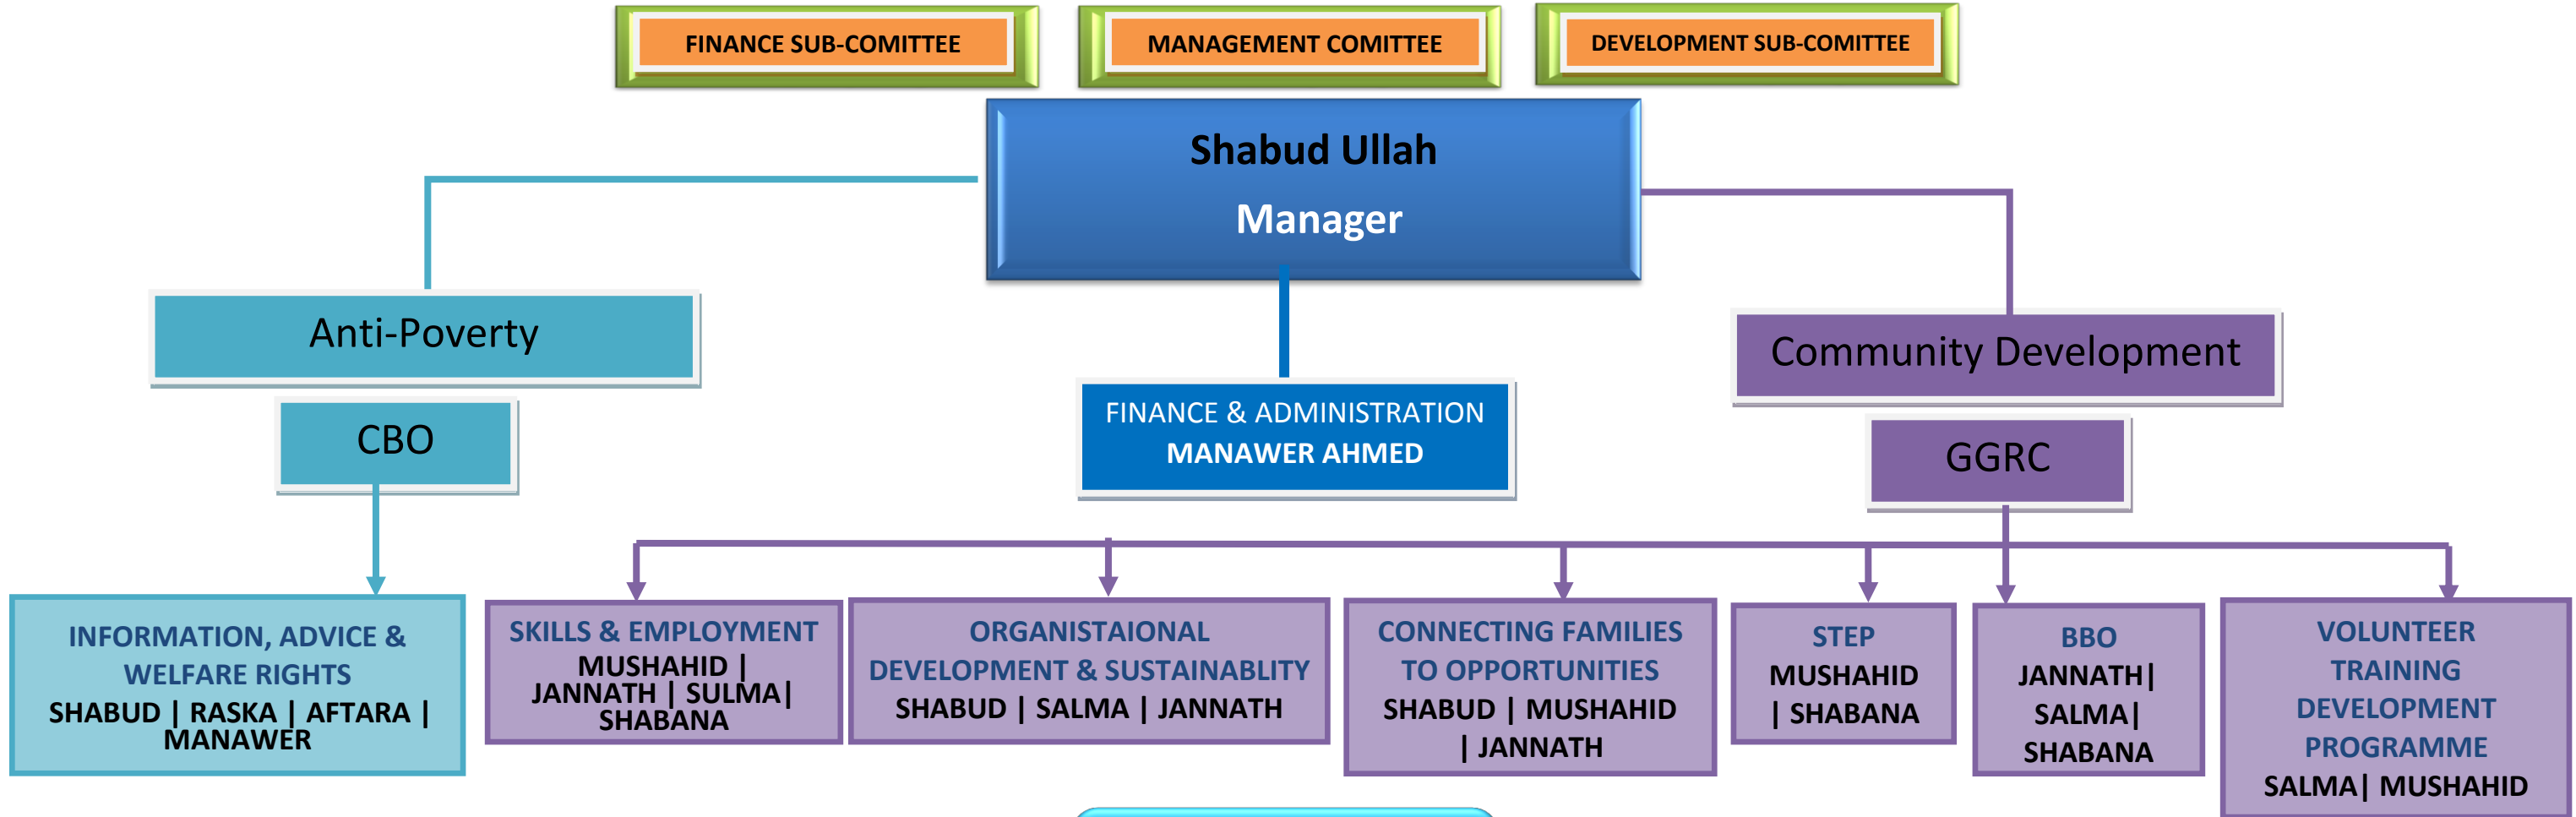 FINANCE SUB-COMITTEE
MANAGEMENT COMITTEE
DEVELOPMENT SUB-COMITTEE
Shabud Ullah
Manager
Anti-Poverty
CBO
FINANCE & ADMINISTRATION
MANAWER AHMED
Community Development
GGRC
INFORMATION, ADVICE &
WELFARE RIGHTS
SHABUD | RASKA | AFTARA |
MANAWER
SKILLS & EMPLOYMENT
MUSHAHID |
JANNATH | SULMA|
SHABANA
ORGANISTAIONAL
DEVELOPMENT & SUSTAINABLITY
SHABUD | SALMA | JANNATH
CONNECTING FAMILIES
TO OPPORTUNITIES
SHABUD | MUSHAHID
| JANNATH
STEP
MUSHAHID
| SHABANA
BBO
JANNATH|
SALMA|
SHABANA
VOLUNTEER
TRAINING
DEVELOPMENT
PROGRAMME
SALMA| MUSHAHID